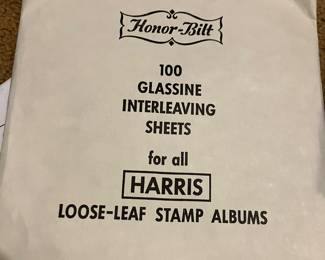 Honor-Bilt
100
GLASSINE
INTERLEAVING
SHEETS
for all
HARRIS
LOOSE-LEAF STAMP ALBUMS